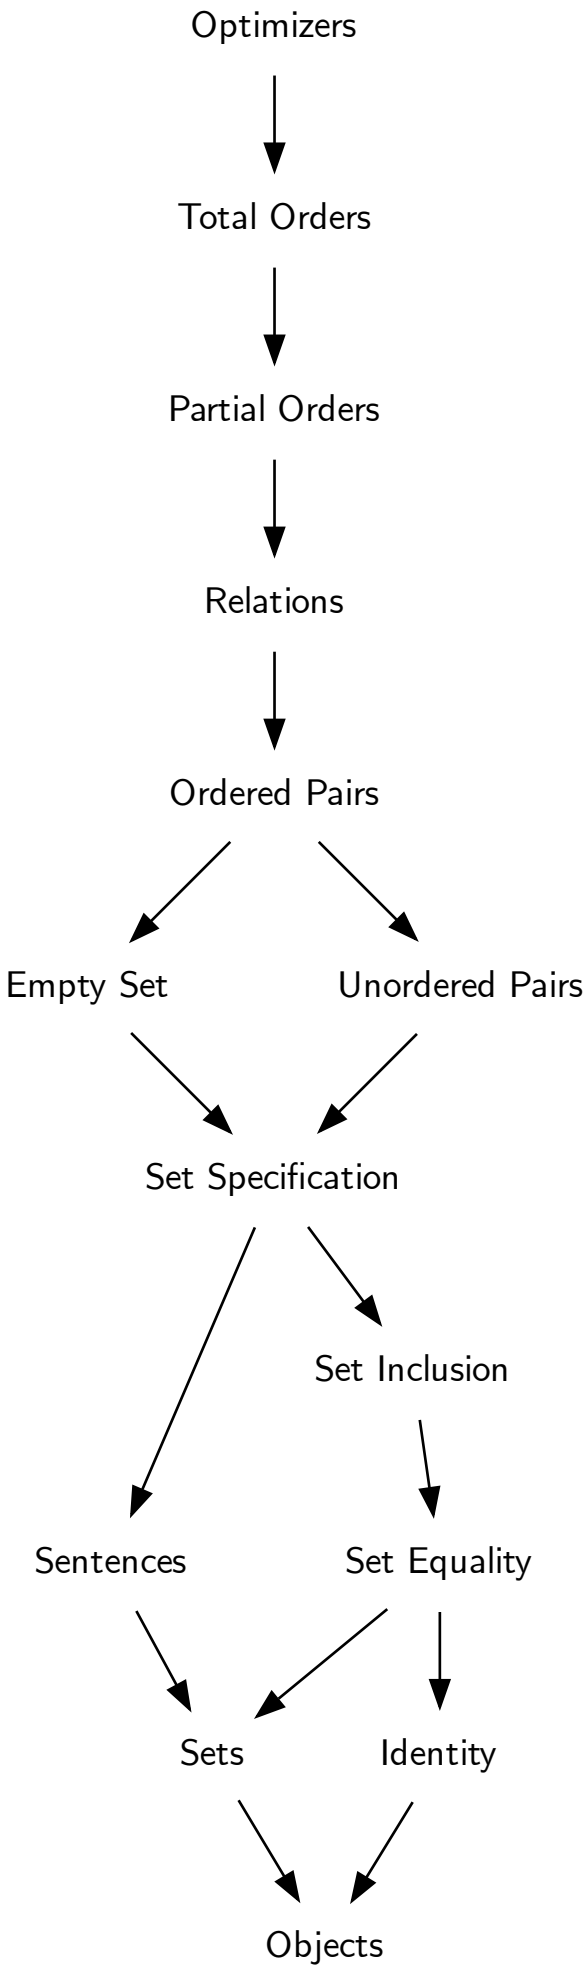 Optimizers
Total Orders
Partial Orders
Relations
Ordered Pairs
Empty Set
Unordered Pairs
Set Specification
Set Inclusion
Sentences
Set Equality
Sets
Identity
Objects